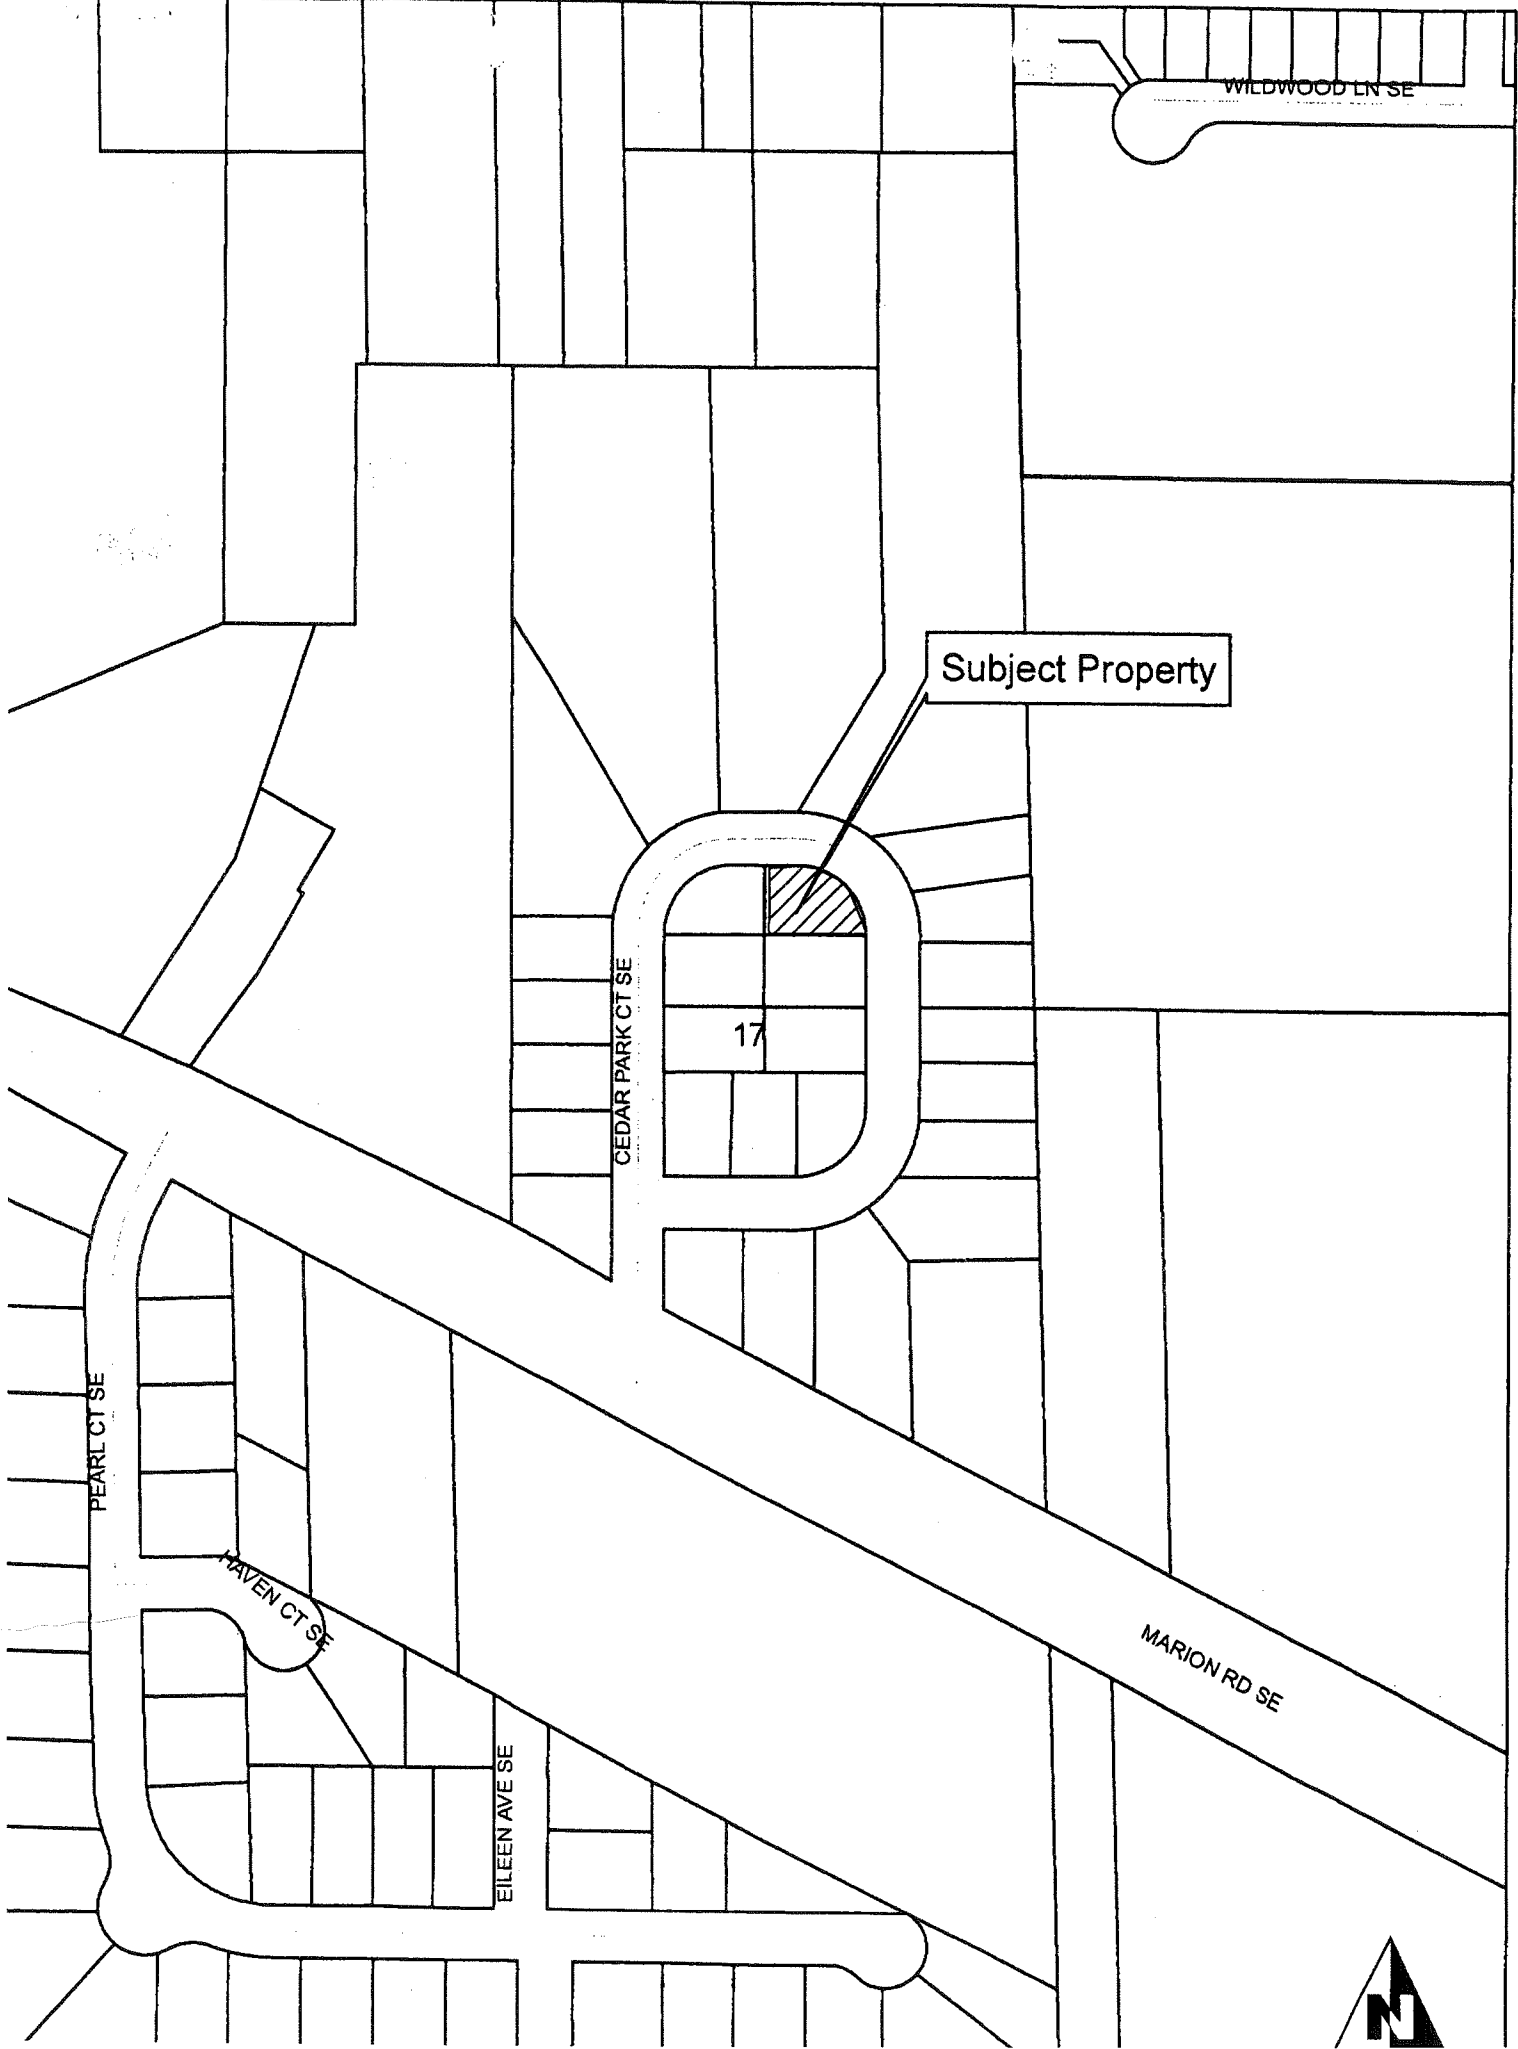 WILDWOOD LN SE
Subject Property
CEDAR PARK CT SE
17
PEARL CT SE
HAVEN CT SE
MARION RD SE
EILEEN AVE SE
N